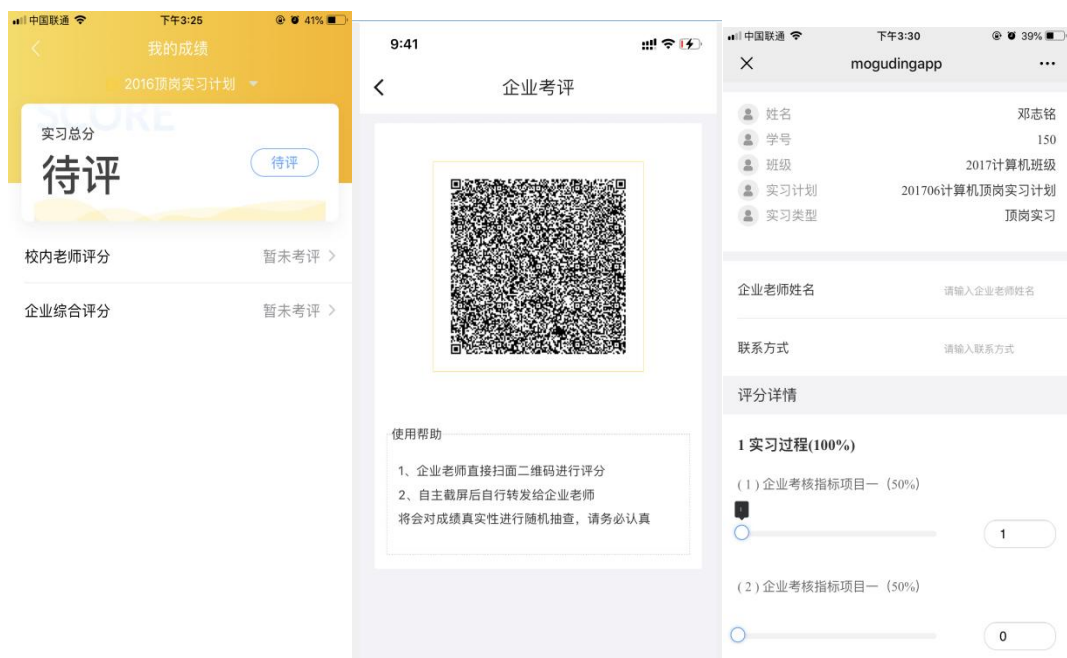 中国联通
下午3:25
41%
我的成绩
2016顶岗实习计划
SCORE
实习总分
待评
待评
校内老师评分
暂未考评
企业综合评分
暂未考评
9:41
企业考评
使用帮助
1、企业老师直接扫面二维码进行评分
2、自主截屏后自行转发给企业老师
将会对成绩真实性进行随机抽查，请务必认真
中国联通
下午3:30
39%
mogudingapp
姓名
邓志铭
学号
150
班级
2017计算机班级
实习计划
201706计算机顶岗实习计划
实习类型
顶岗实习
企业老师姓名
请输入企业老师姓名
联系方式
请输入联系方式
评分详情
1 实习过程(100%)
( 1 ) 企业考核指标项目一（50%）
1
( 2 ) 企业考核指标项目一（50%）
0